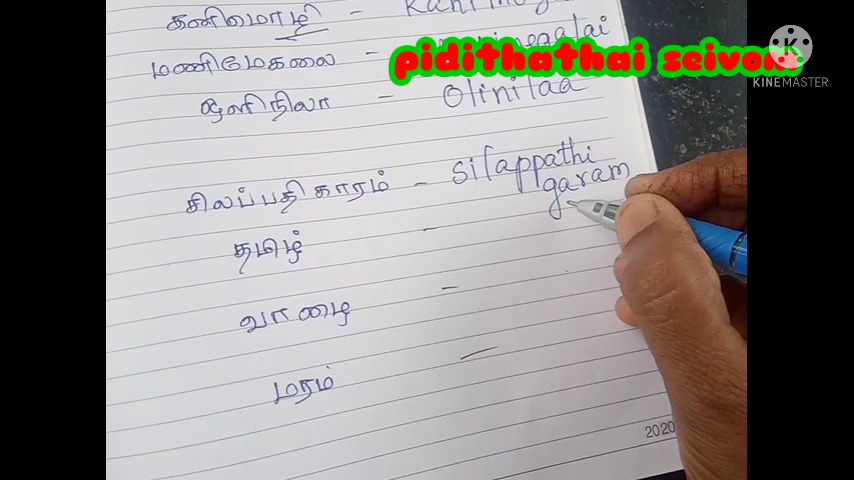 கனிமொழி -
pidithathai seivom
KINEMASTER
மணிமேகலை -
ஒளிநிலா - Olinilaa
சிலப்பதிகாரம் - silappathi
garam
தமிழ் -
வாழை -
மரம் -
2020